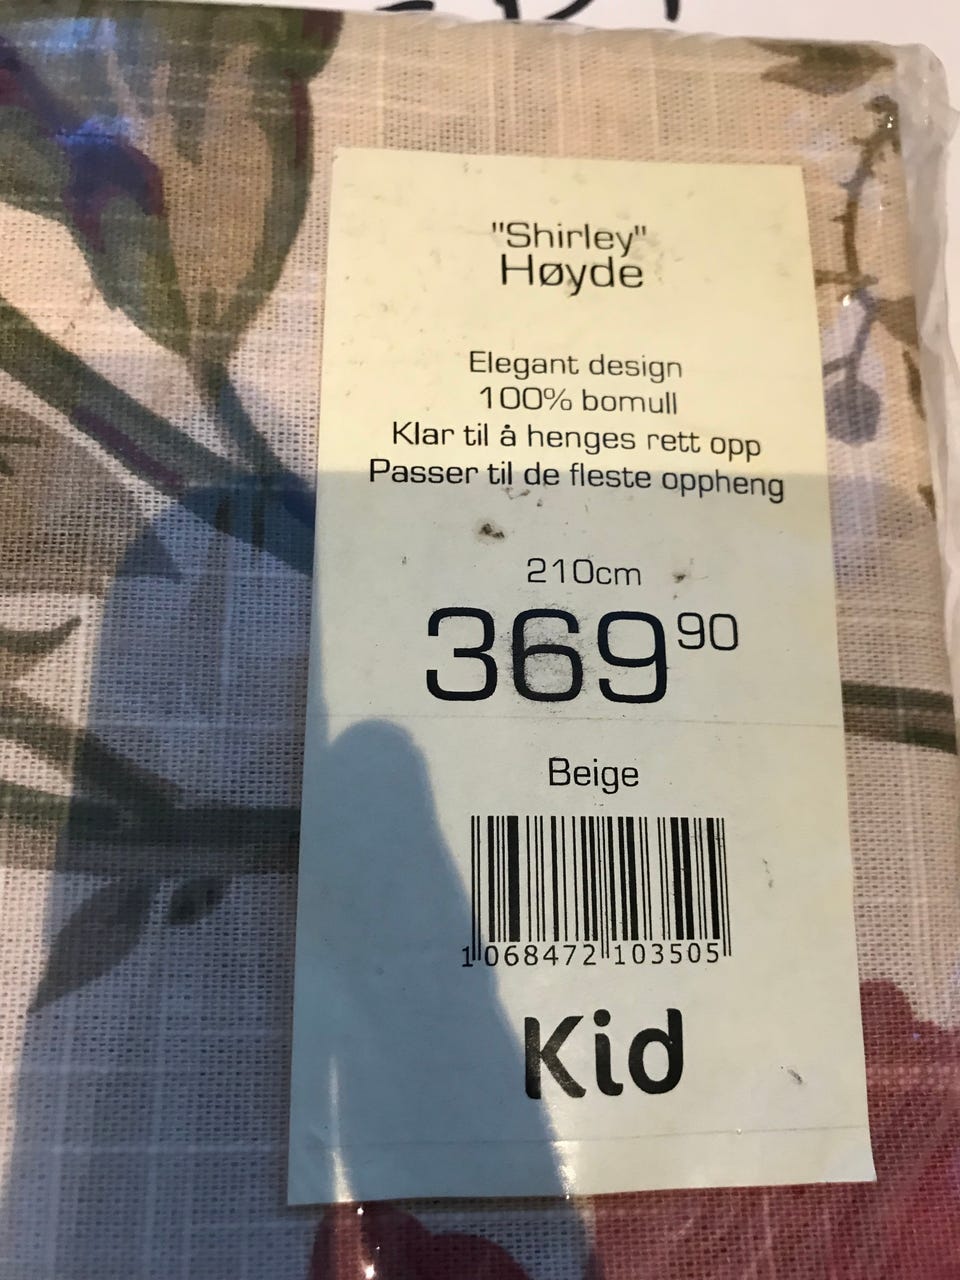 "Shirley"
Høyde
Elegant design
100% bomull
Klar til å henges rett opp
Passer til de fleste oppheng
210cm
369 90
Beige
1 068472 103505
Kid